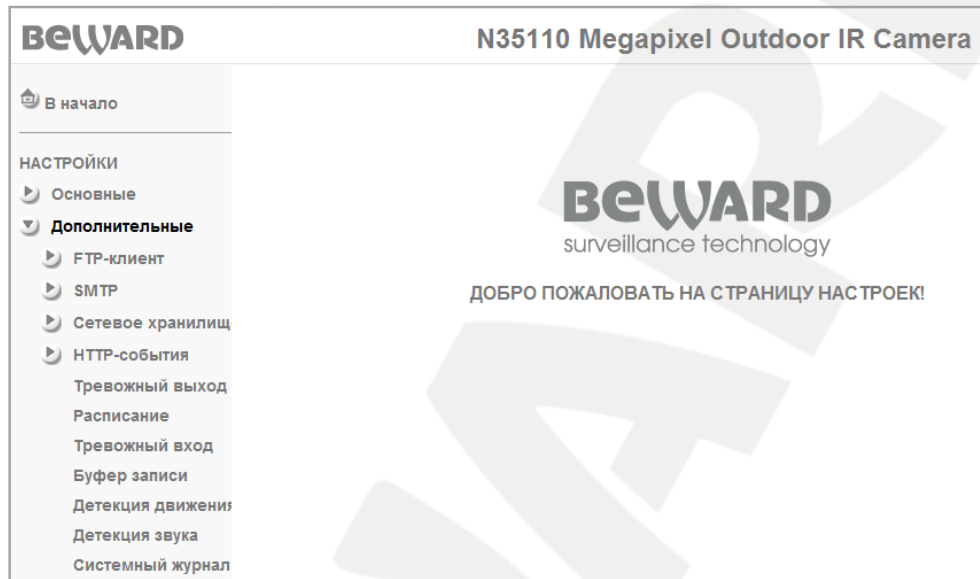 BEWARD
N35110 Megapixel Outdoor IR Camera
В начало
НАСТРОЙКИ
Основные
Дополнительные
FTP-клиент
SMTP
Сетевое хранилищ
HTTP-события
Тревожный выход
Расписание
Тревожный вход
Буфер записи
Детекция движения
Детекция звука
Системный журнал
BEWARD
surveillance technology
ДОБРО ПОЖАЛОВАТЬ НА СТРАНИЦУ НАСТРОЕК!